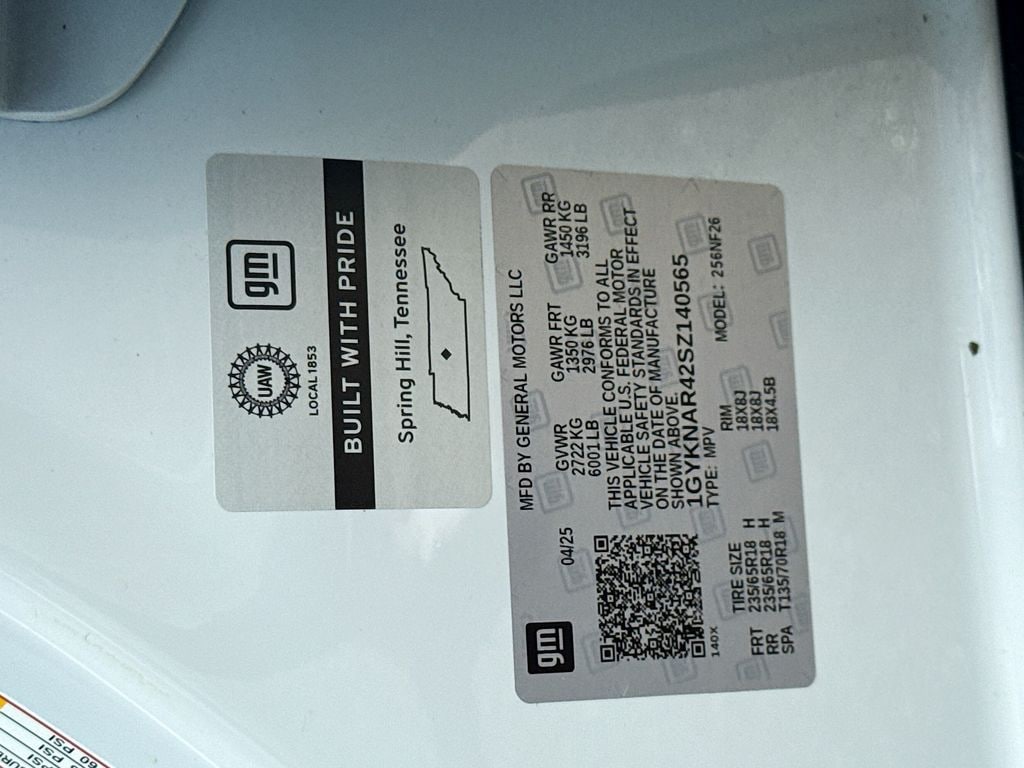 gm
UAW
LOCAL 1853
BUILT WITH PRIDE
Spring Hill, Tennessee
gm
MFD BY GENERAL MOTORS LLC
04/25
GVWR GAWR FRT GAWR RR
2722 KG 1350 KG 1450 KG
6001 LB 2976 LB 3196 LB
THIS VEHICLE CONFORMS TO ALL
APPLICABLE U.S. FEDERAL MOTOR
VEHICLE SAFETY STANDARDS IN EFFECT
ON THE DATE OF MANUFACTURE
SHOWN ABOVE.
1GYKNAR42SZ140565
TYPE: MPV MODEL: 256NF26
140X
TIRE SIZE RIM
FRT 235/65R18 H 18X8J
RR 235/65R18 H 18X8J
SPA T135/70R18 M 18X4.5B
60 PSI
PSI